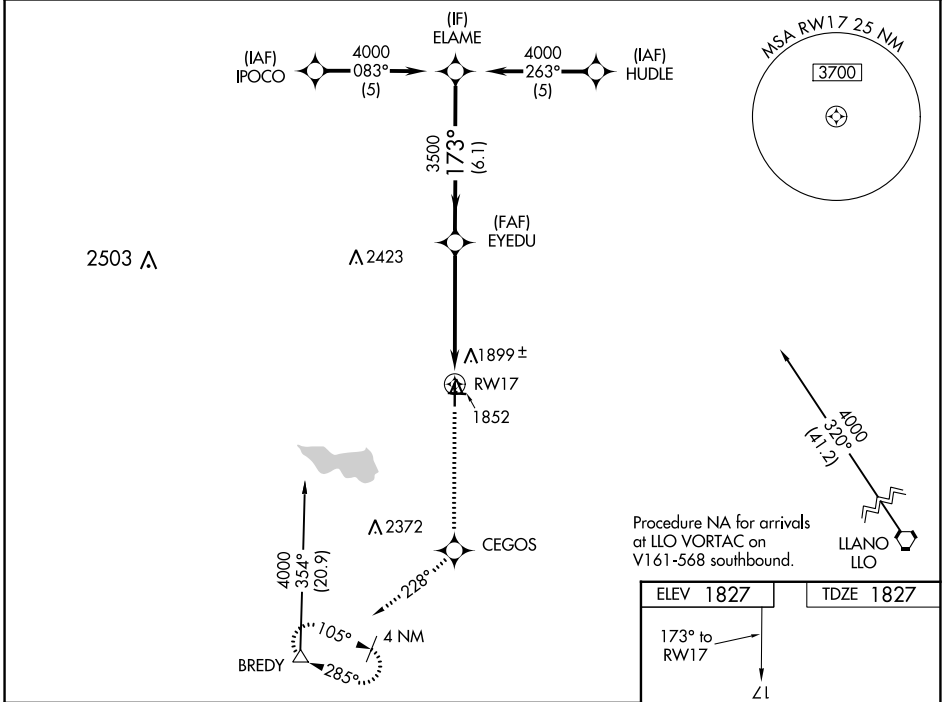 (IF)
ELAME
(IAF)
IPOCO
4000
083°
(5)
4000
263°
(5)
(IAF)
HUDLE
MSA RW17 25 NM
3700
3500
173°
(6.1)
(FAF)
EYEDU
2503
2423
1899±
RW17
1852
4000
320°
(41.2)
2372
CEGOS
Procedure NA for arrivals
at LLO VORTAC on
V161-568 southbound.
LLANO
LLO
4000
354°
(20.9)
228°
105°
4 NM
BREDY
285°
ELEV 1827
TDZE 1827
173° to
RW17
17